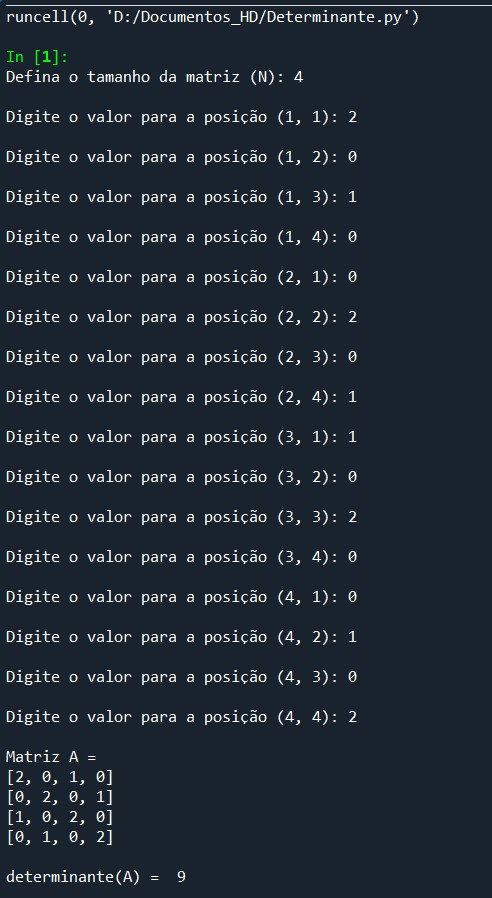 runcell(0, 'D:/Documentos_HD/Determinante.py')
In [1]:
Defina o tamanho da matriz (N): 4
Digite o valor para a posição (1, 1): 2
Digite o valor para a posição (1, 2): 0
Digite o valor para a posição (1, 3): 1
Digite o valor para a posição (1, 4): 0
Digite o valor para a posição (2, 1): 0
Digite o valor para a posição (2, 2): 2
Digite o valor para a posição (2, 3): 0
Digite o valor para a posição (2, 4): 1
Digite o valor para a posição (3, 1): 1
Digite o valor para a posição (3, 2): 0
Digite o valor para a posição (3, 3): 2
Digite o valor para a posição (3, 4): 0
Digite o valor para a posição (4, 1): 0
Digite o valor para a posição (4, 2): 1
Digite o valor para a posição (4, 3): 0
Digite o valor para a posição (4, 4): 2
Matriz A =
[2, 0, 1, 0]
[0, 2, 0, 1]
[1, 0, 2, 0]
[0, 1, 0, 2]
determinante(A) =  9